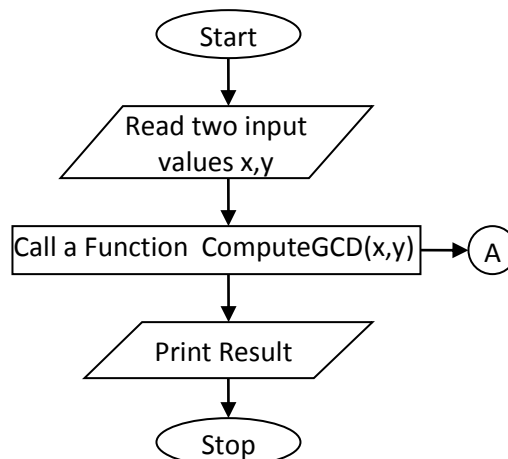 Start
Read two input
values x,y
Call a Function  ComputeGCD(x,y)
A
Print Result
Stop